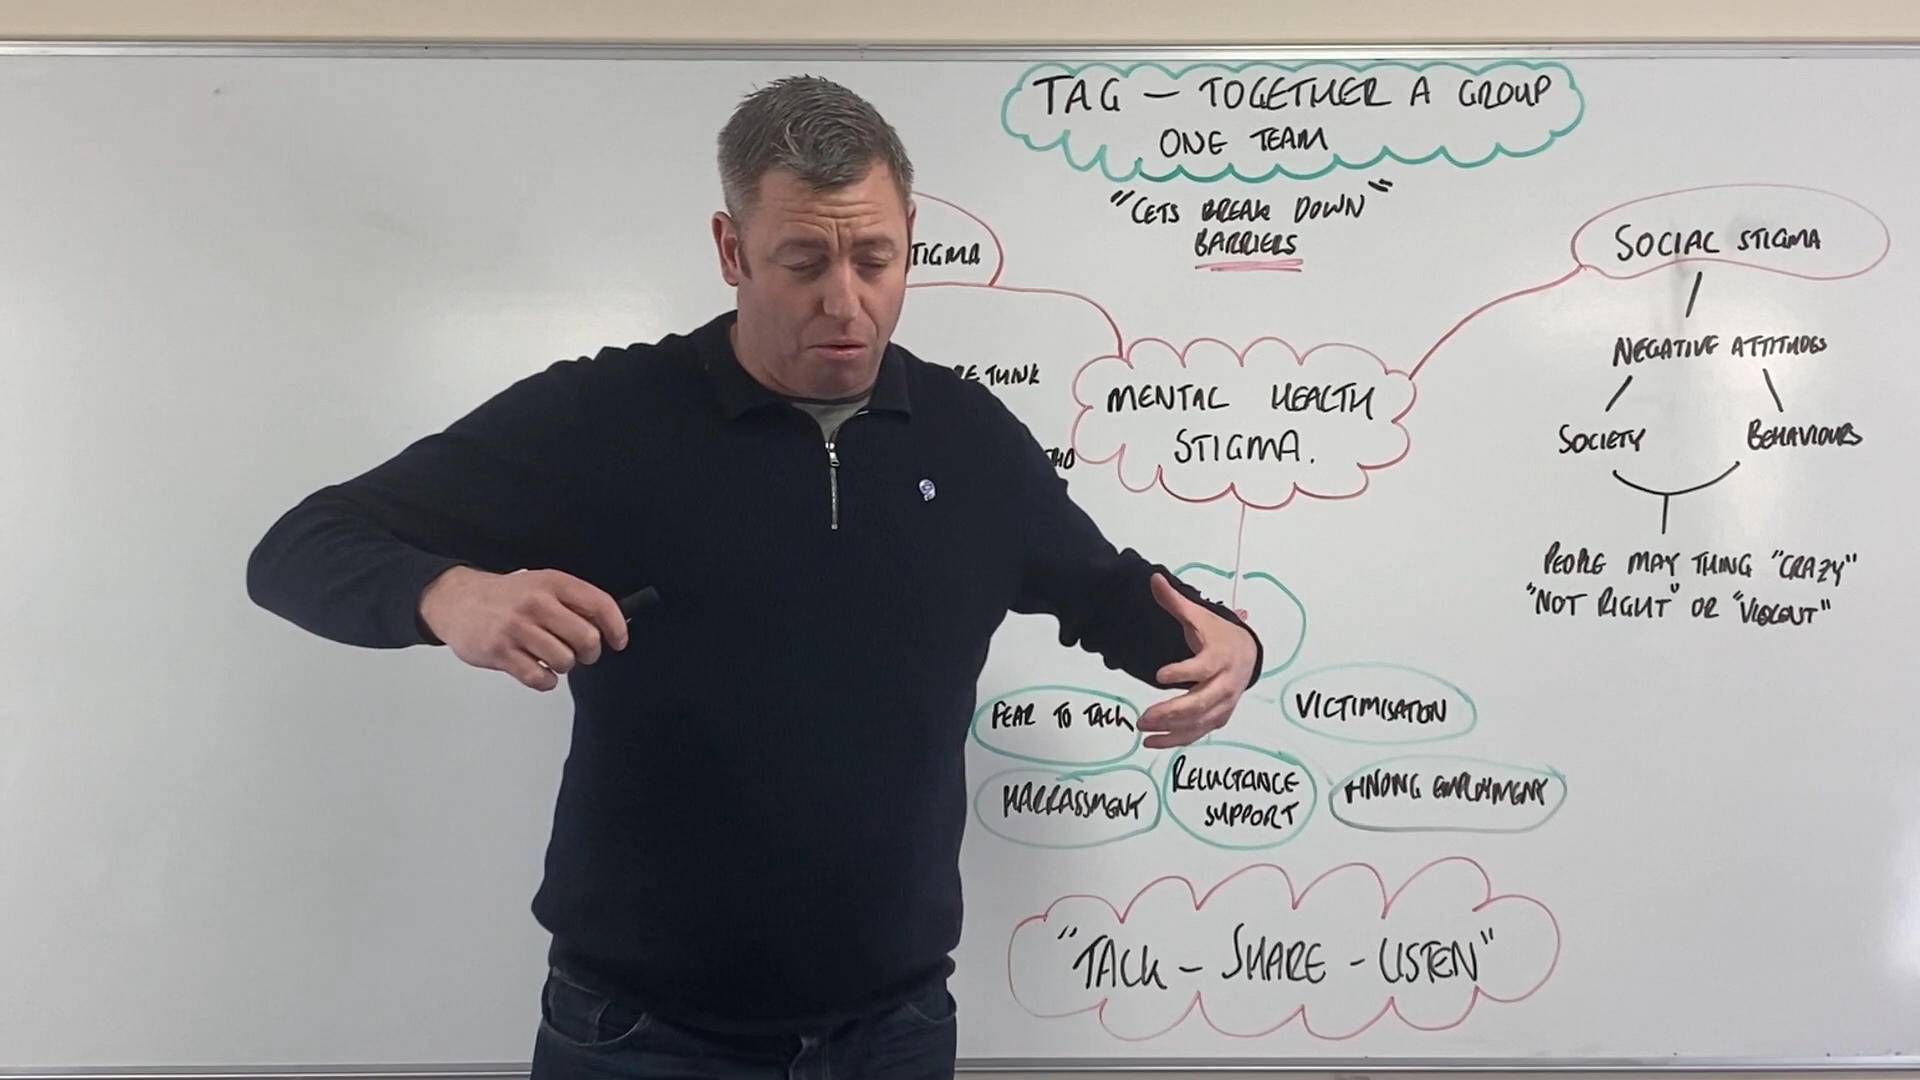 TAG – TOGETHER A GROUP
ONE TEAM
"LETS BREAK DOWN"
BARRIERS
TIGMA
SOCIAL STIGMA
NEGATIVE ATTITUDES
SOCIETY
BEHAVIOURS
PEOPLE MAY THING "CRAZY"
"NOT RIGHT" OR "VIOLENT"
THINK
MENTAL HEALTH
STIGMA.
FEAR TO TALK
VICTIMISATION
HARRASSMENT
RELUCTANCE
SUPPORT
FINDING EMPLOYMENT
"TALK – SHARE – LISTEN"